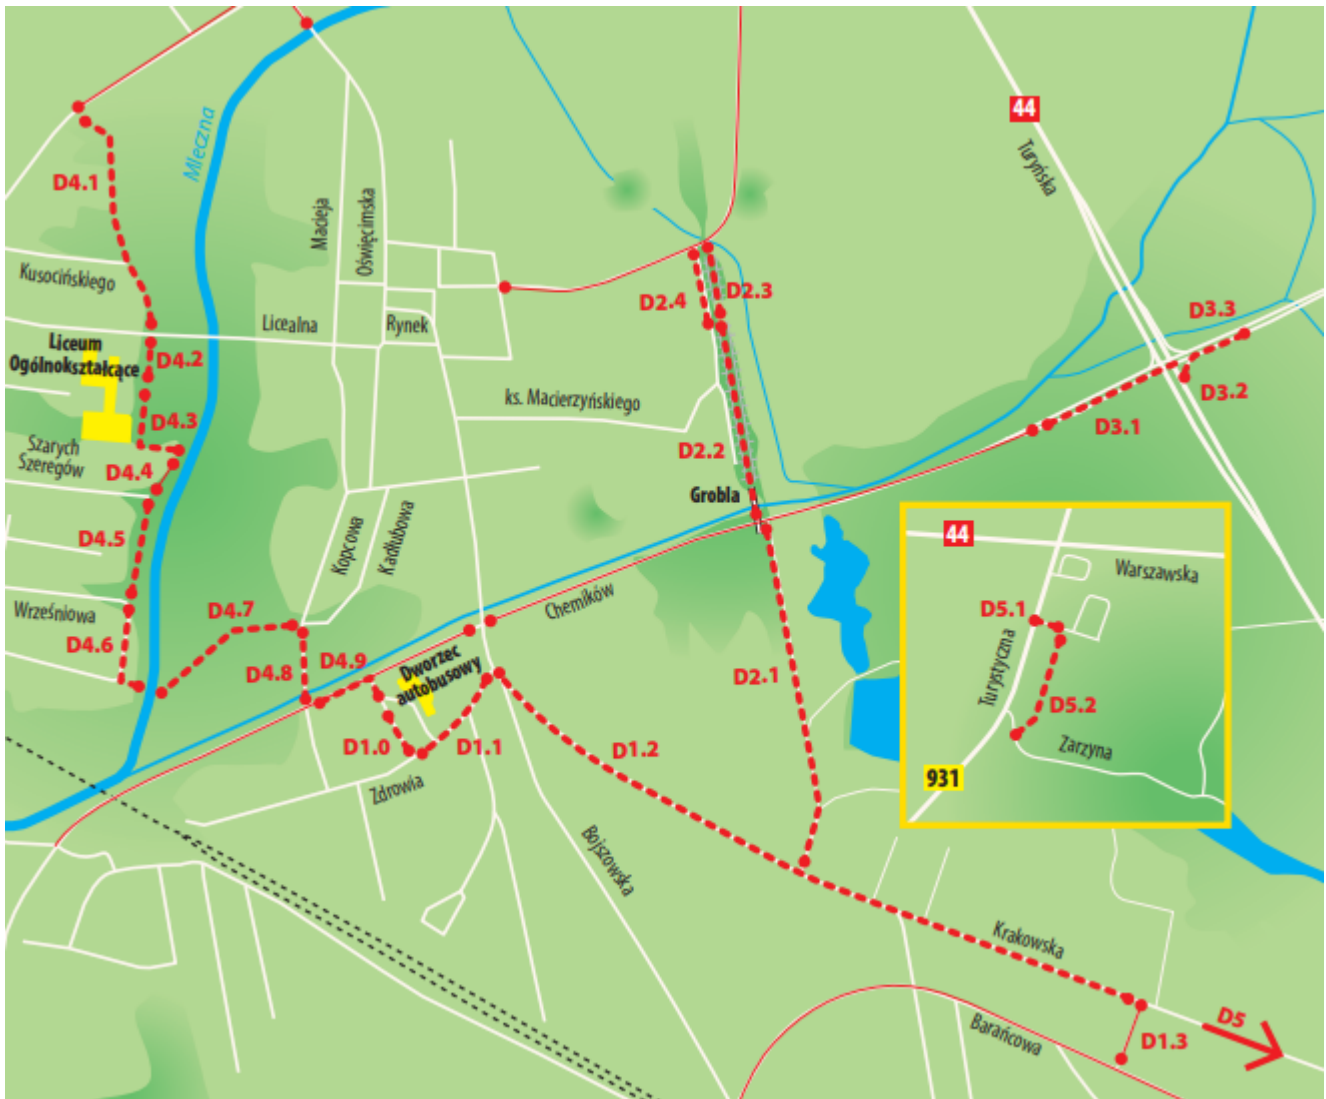 44
Mleczna
Turyńska
D4.1
Macieja
Oświęcimska
Kusocińskiego
D2.4
D2.3
D3.3
Licealna
Rynek
Liceum
Ogólnokształcące
D4.2
D3.2
ks. Macierzyńskiego
D4.3
D3.1
Szarych
Szeregów
D4.4
D2.2
Grobla
D4.5
Kopcowa
Kadłubowa
44
Warszawska
Wrześniowa
D4.7
Chemików
D5.1
D4.6
D4.8
D4.9
Dworzec
autobusowy
D2.1
Turystyczna
D5.2
D1.0
D1.1
D1.2
Zarzyna
931
Zdrowia
Bojszowska
Krakowska
D5
Barańcowa
D1.3